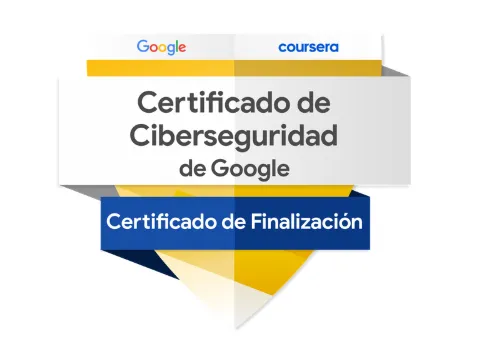 Google coursera
Certificado de
Ciberseguridad
de Google
Certificado de Finalización